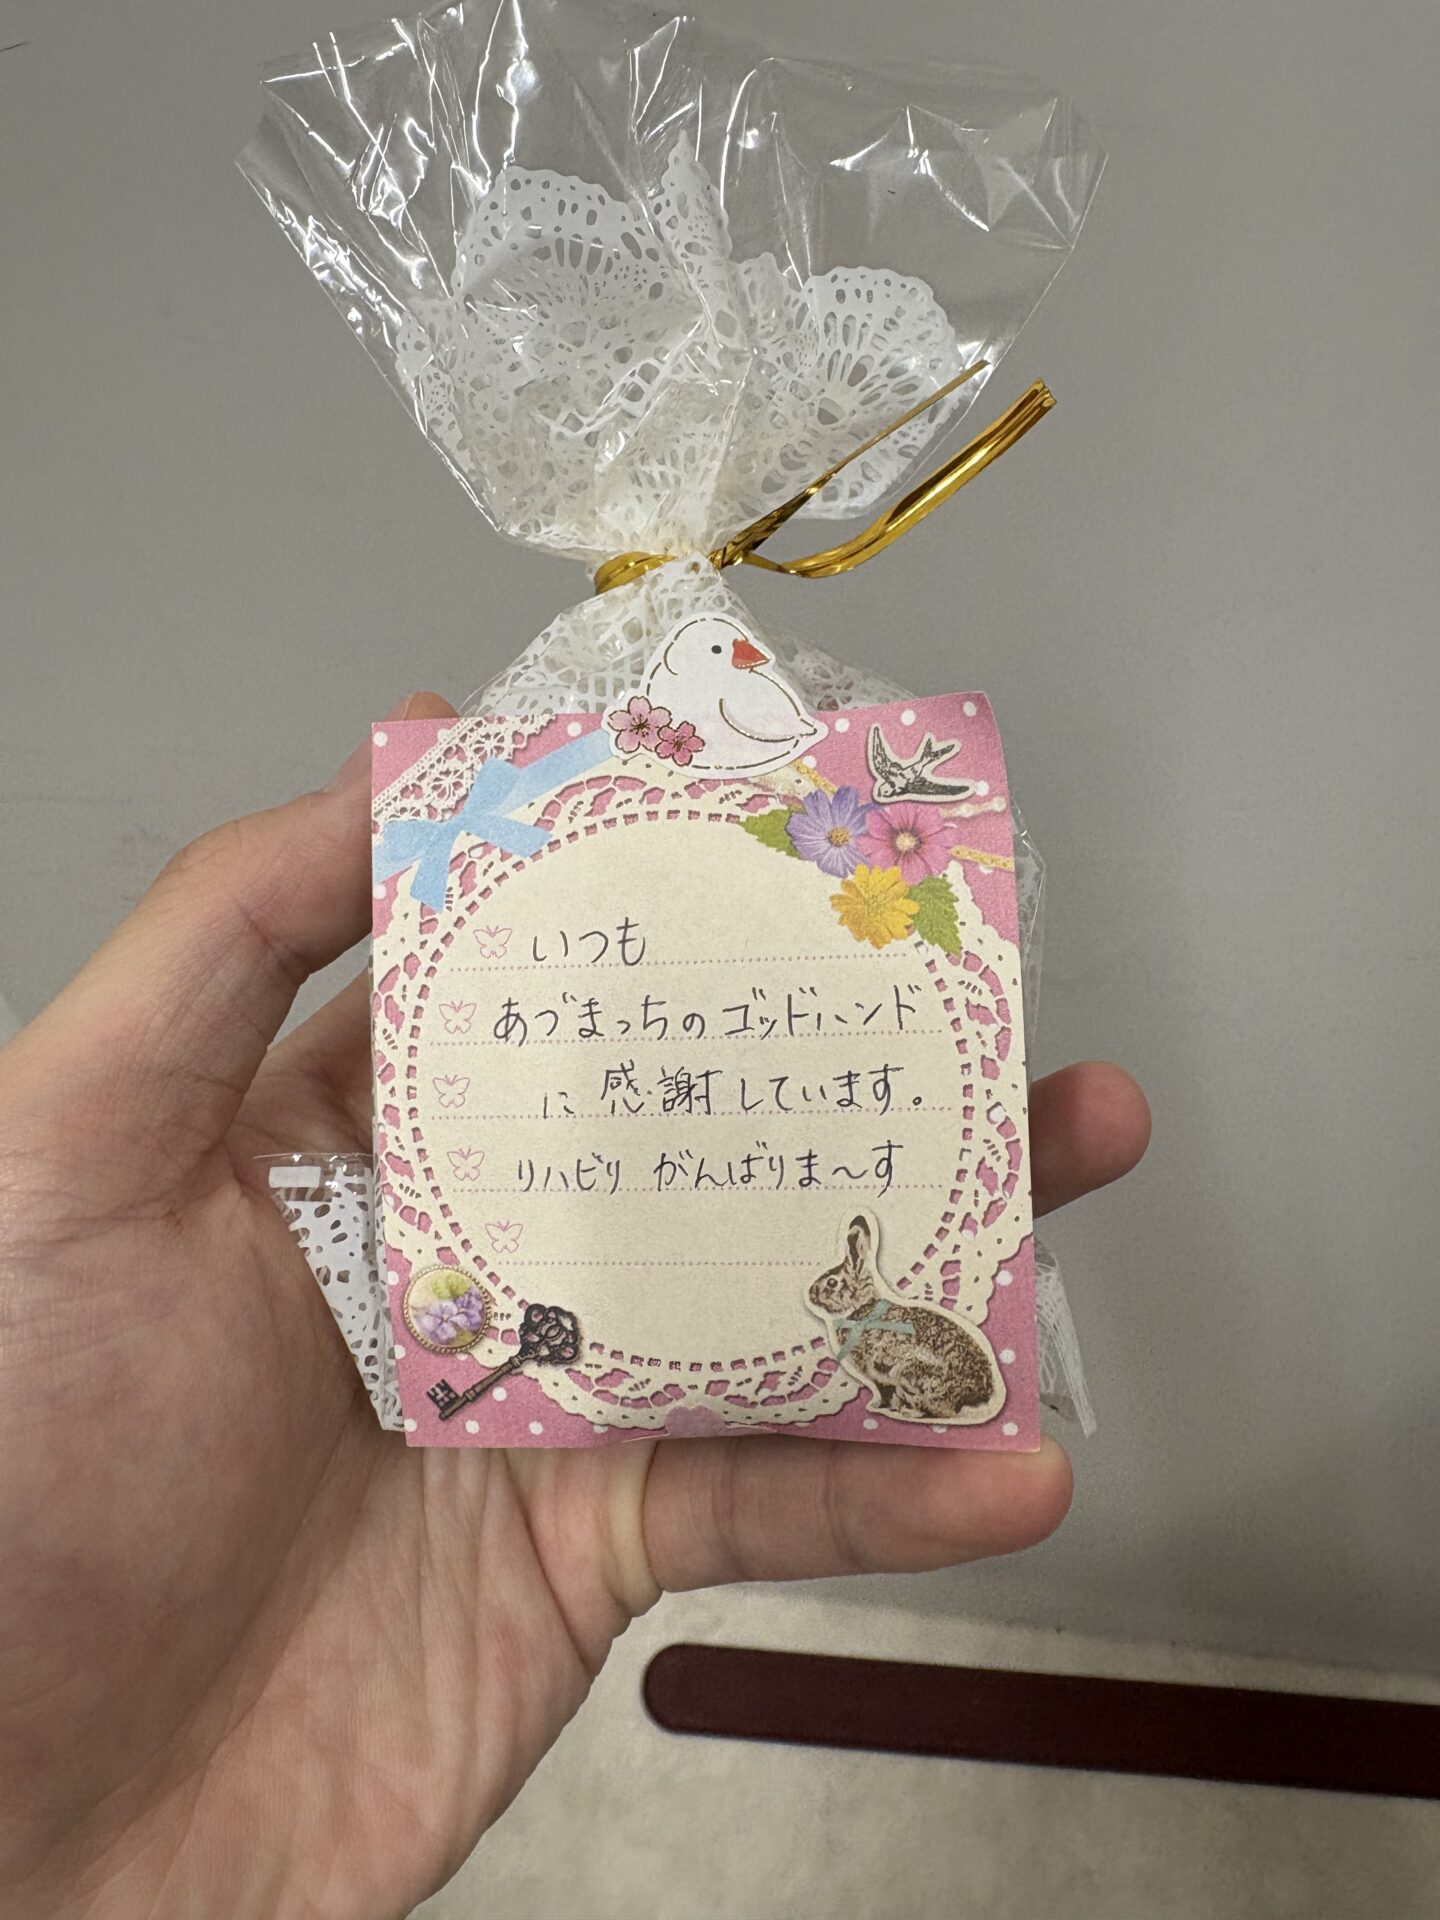 いつも
あづまっちのゴッドハンド
に感謝しています。
リハビリ がんばりま～す